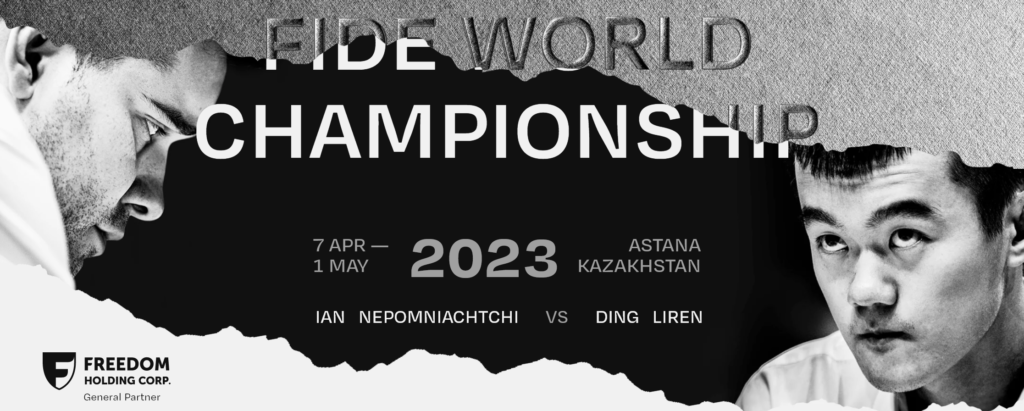 FIDE WORLD
CHAMPIONSHIP
7 APR —
1 MAY
2023
ASTANA
KAZAKHSTAN
IAN NEPOMNIACHTCHI VS DING LIREN
FREEDOM
HOLDING CORP.
General Partner